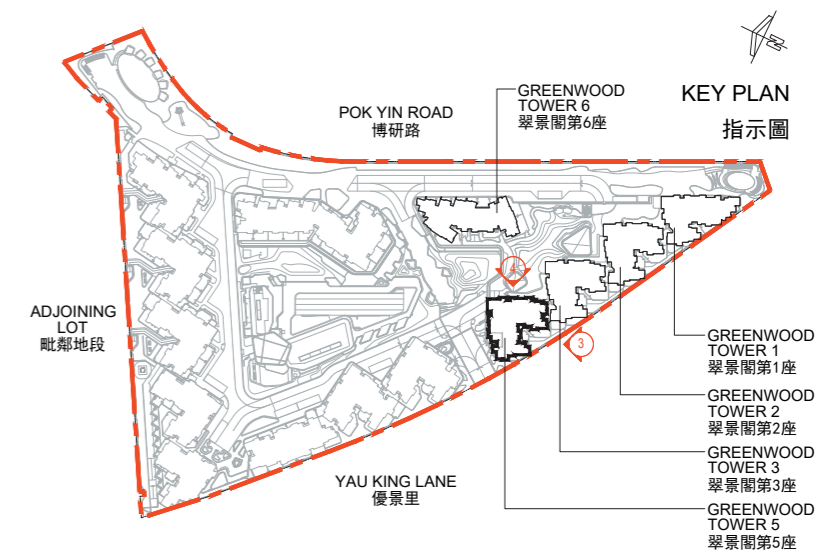 N
KEY PLAN
指示圖
GREENWOOD
TOWER 6
翠景閣第6座
POK YIN ROAD
博研路
4
3
ADJOINING
LOT
毗鄰地段
GREENWOOD
TOWER 1
翠景閣第1座
GREENWOOD
TOWER 2
翠景閣第2座
GREENWOOD
TOWER 3
翠景閣第3座
GREENWOOD
TOWER 5
翠景閣第5座
YAU KING LANE
優景里